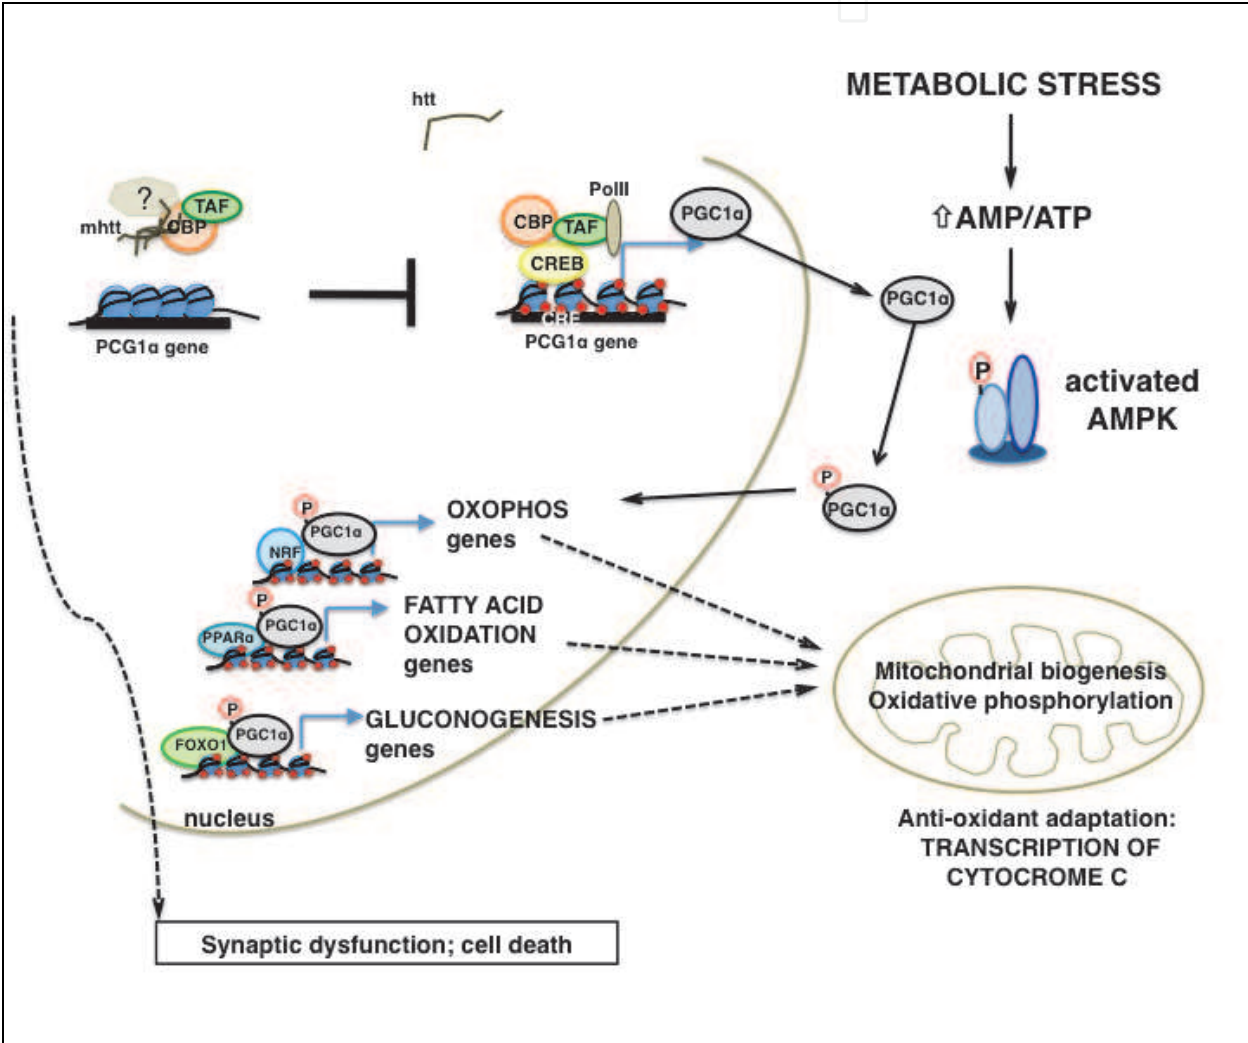 METABOLIC STRESS
htt
⇧AMP/ATP
?
TAF
mhtt
CBP
PCG1α gene
PolII
CBP
TAF
CREB
CRE
PCG1α gene
PGC1α
PGC1α
P
activated
AMPK
P
PGC1α
P
PGC1α
NRF
OXOPHOS
genes
P
PGC1α
PPARα
FATTY ACID
OXIDATION
genes
P
PGC1α
FOXO1
GLUCONOGENESIS
genes
nucleus
Mitochondrial biogenesis
Oxidative phosphorylation
Anti-oxidant adaptation:
TRANSCRIPTION OF
CYTOCROME C
Synaptic dysfunction; cell death